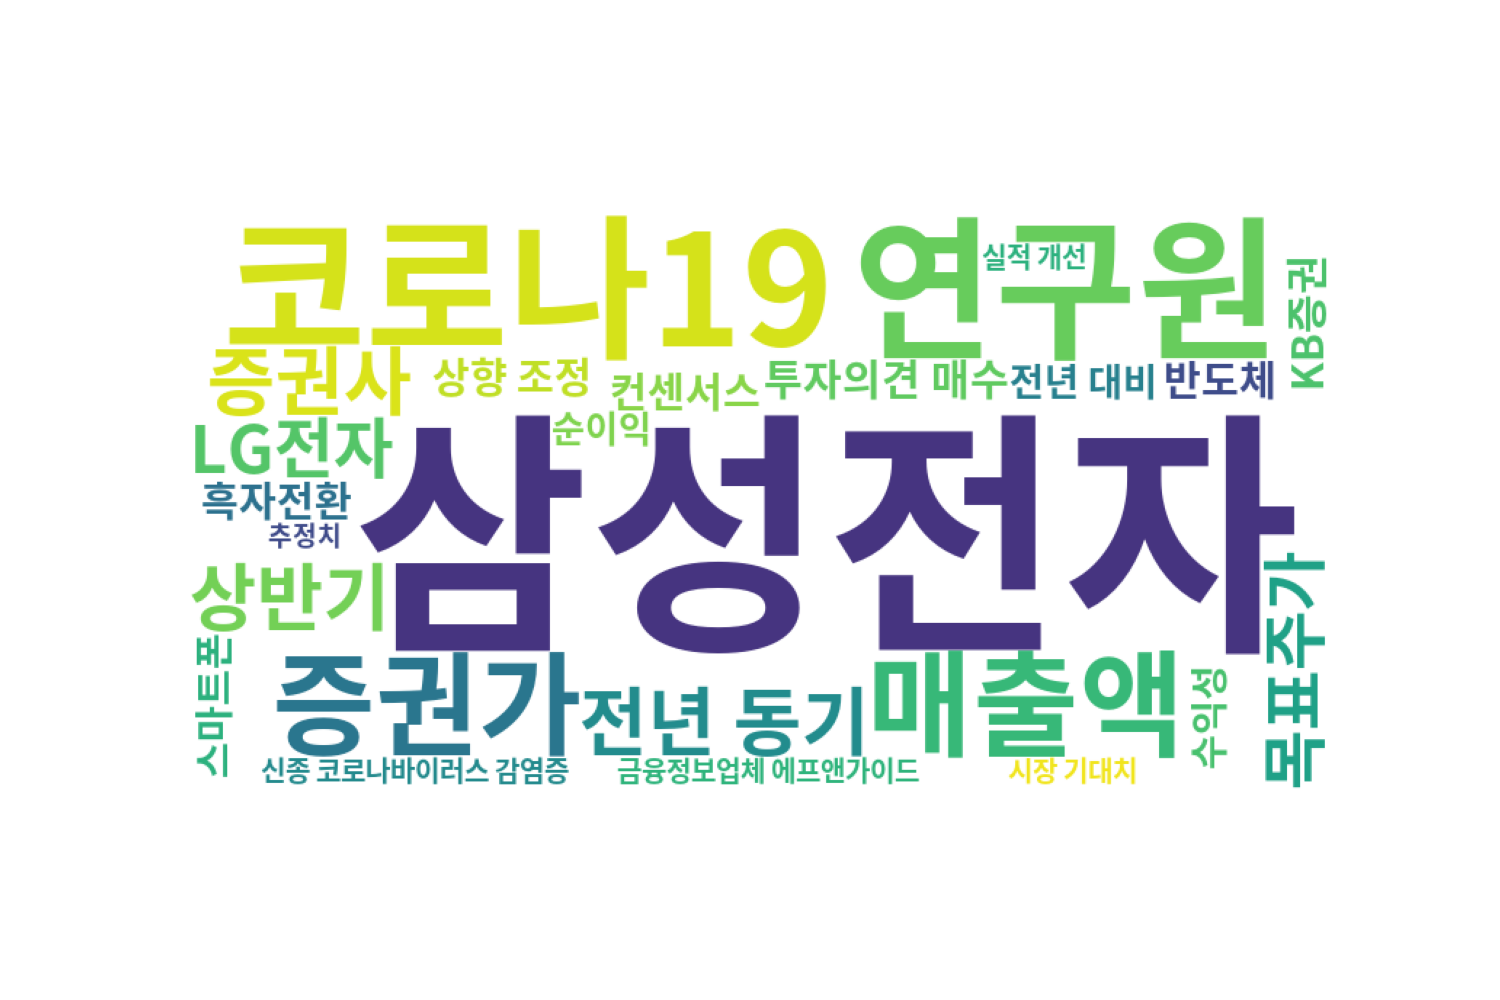 코로나19
연구원
실적 개선
KB증권
증권사
상향 조정
컨센서스
투자의견 매수
전년 대비
반도체
순이익
LG전자
삼성전자
흑자전환
추정치
상반기
목표주가
스마트폰
증권가
전년 동기
매출액
수익성
신종 코로나바이러스 감염증
금융정보업체 에프앤가이드
시장 기대치